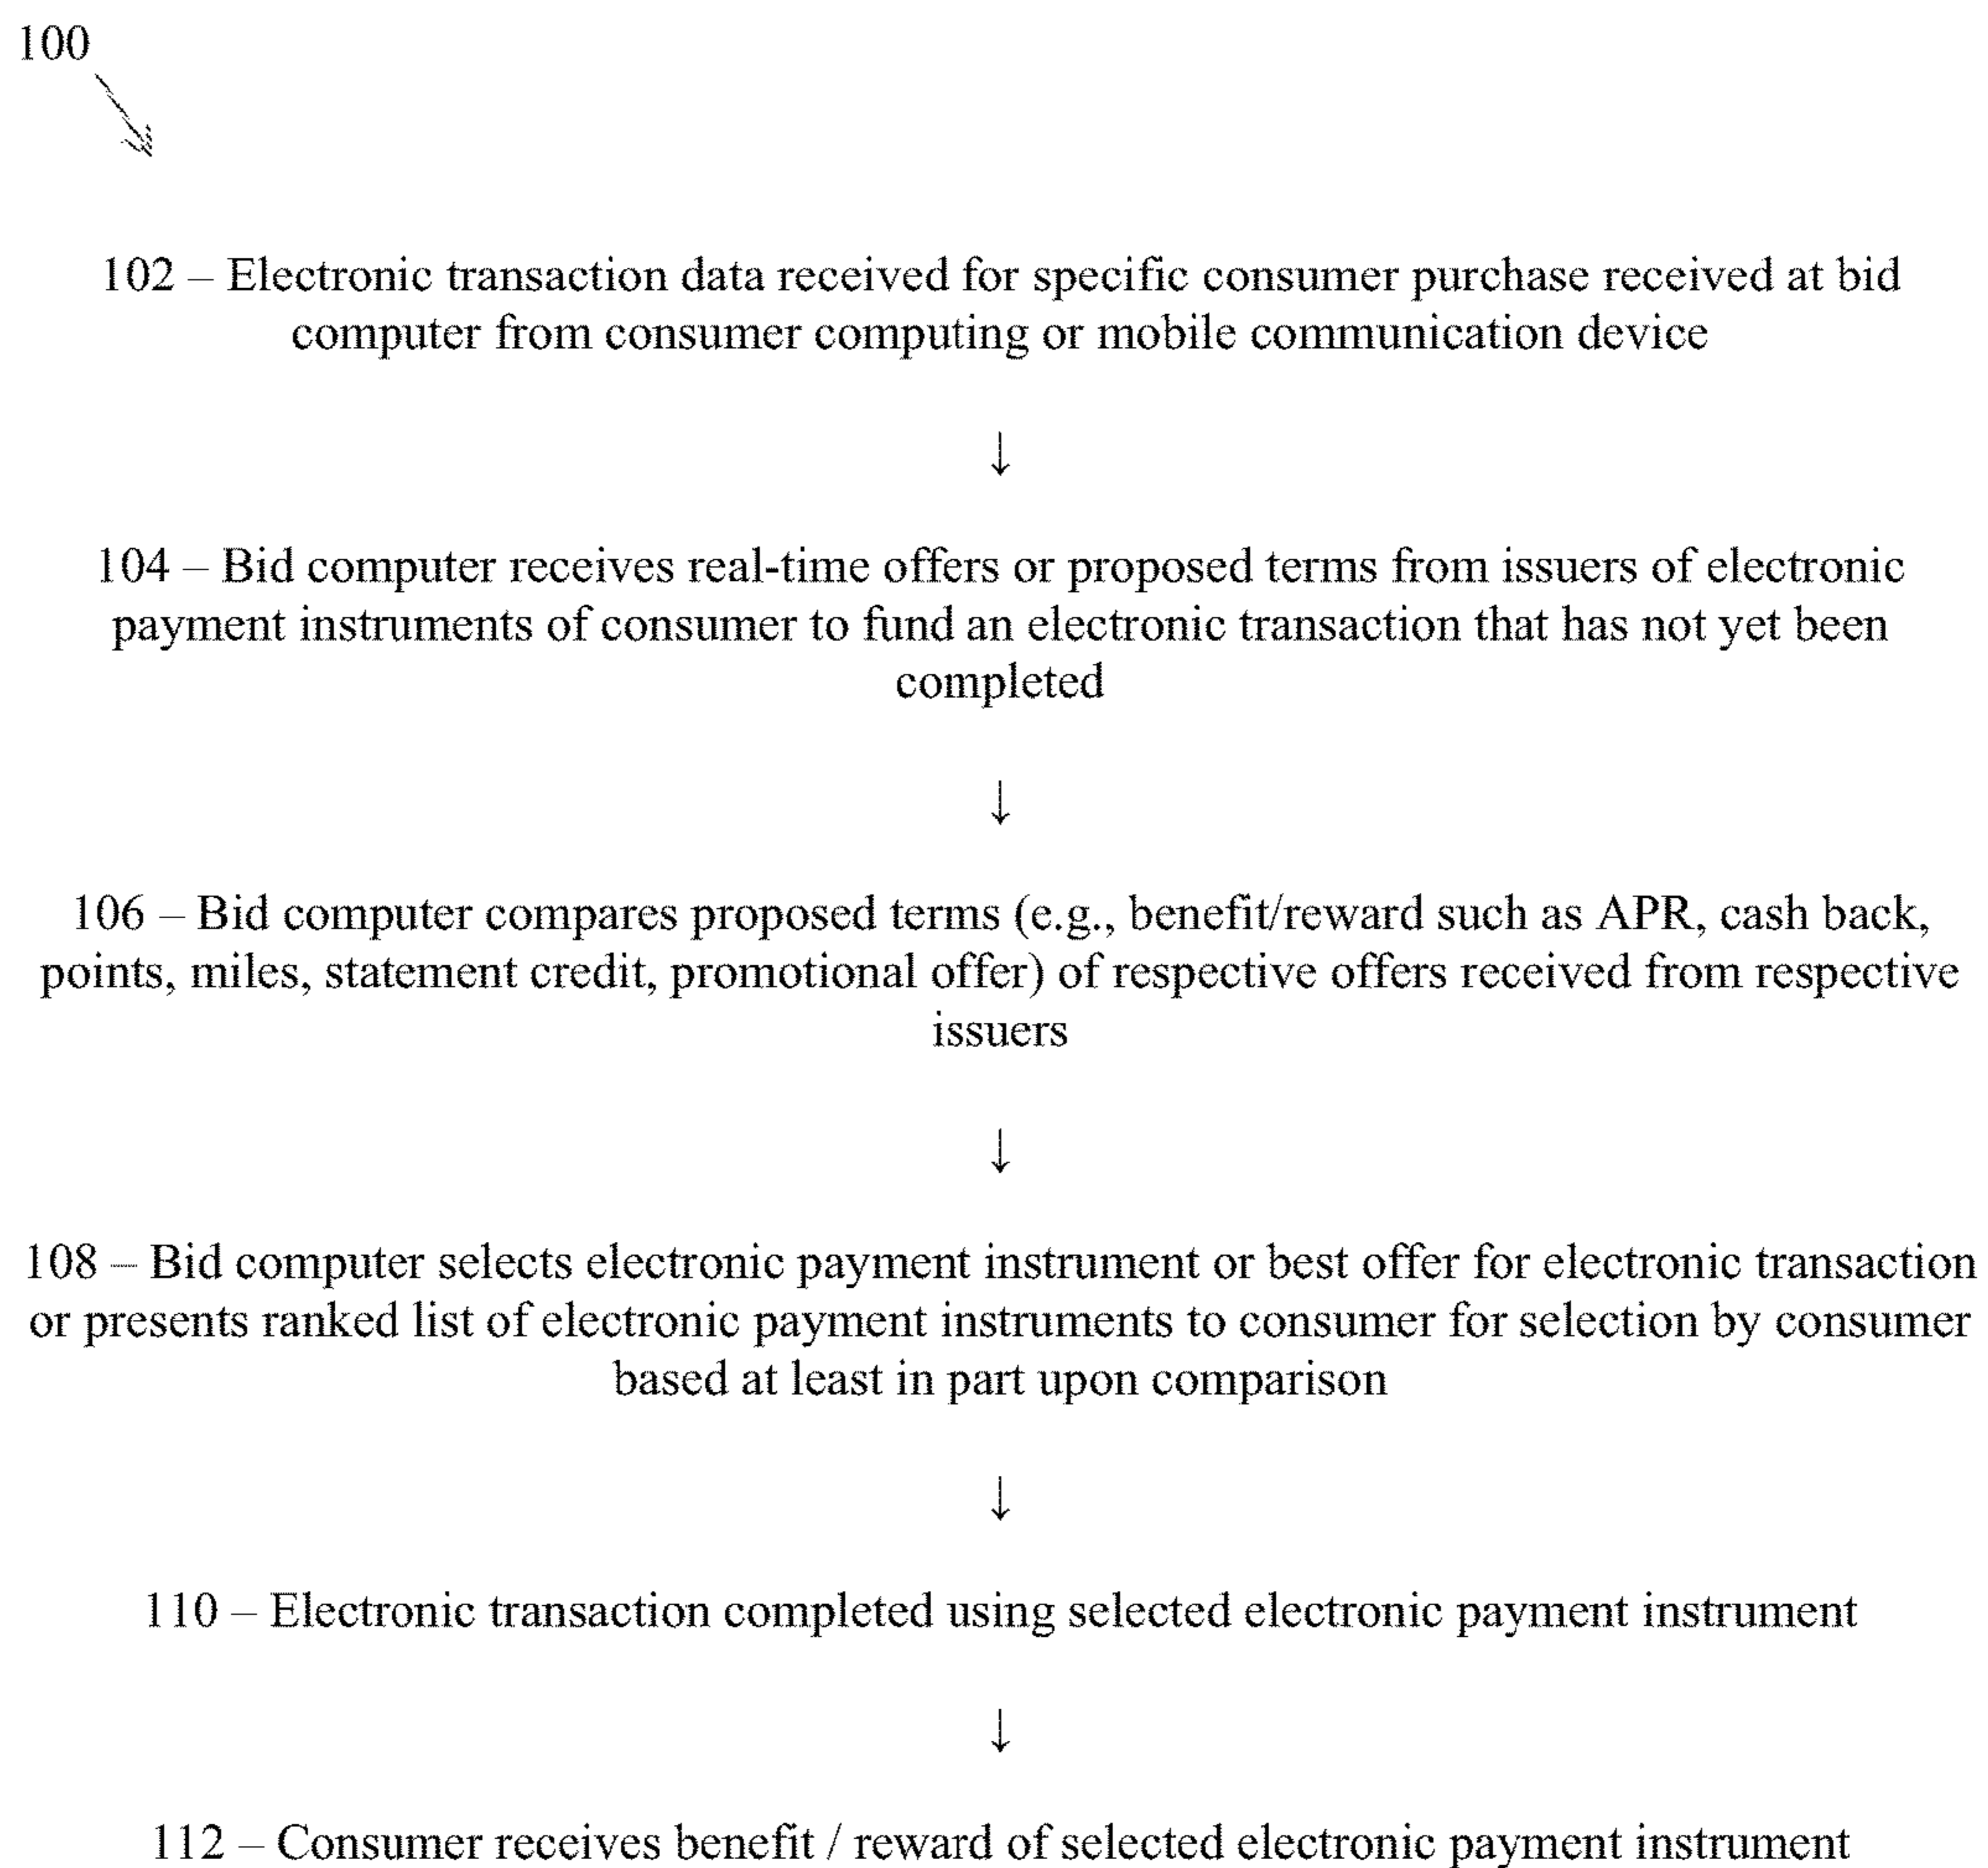 100
102 – Electronic transaction data received for specific consumer purchase received at bid
computer from consumer computing or mobile communication device
↓
104 – Bid computer receives real-time offers or proposed terms from issuers of electronic
payment instruments of consumer to fund an electronic transaction that has not yet been
completed
↓
106 – Bid computer compares proposed terms (e.g., benefit/reward such as APR, cash back,
points, miles, statement credit, promotional offer) of respective offers received from respective
issuers
↓
108 – Bid computer selects electronic payment instrument or best offer for electronic transaction
or presents ranked list of electronic payment instruments to consumer for selection by consumer
based at least in part upon comparison
↓
110 – Electronic transaction completed using selected electronic payment instrument
↓
112 – Consumer receives benefit / reward of selected electronic payment instrument